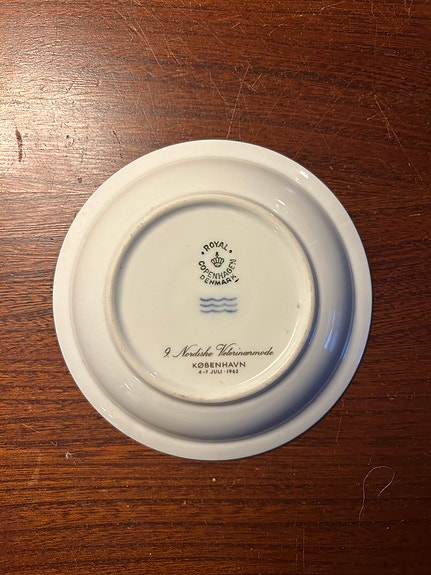 ROYAL
COPENHAGEN
DENMARK
9. Nordiske Veterinærmøde
KØBENHAVN
4-7 JULI · 1962